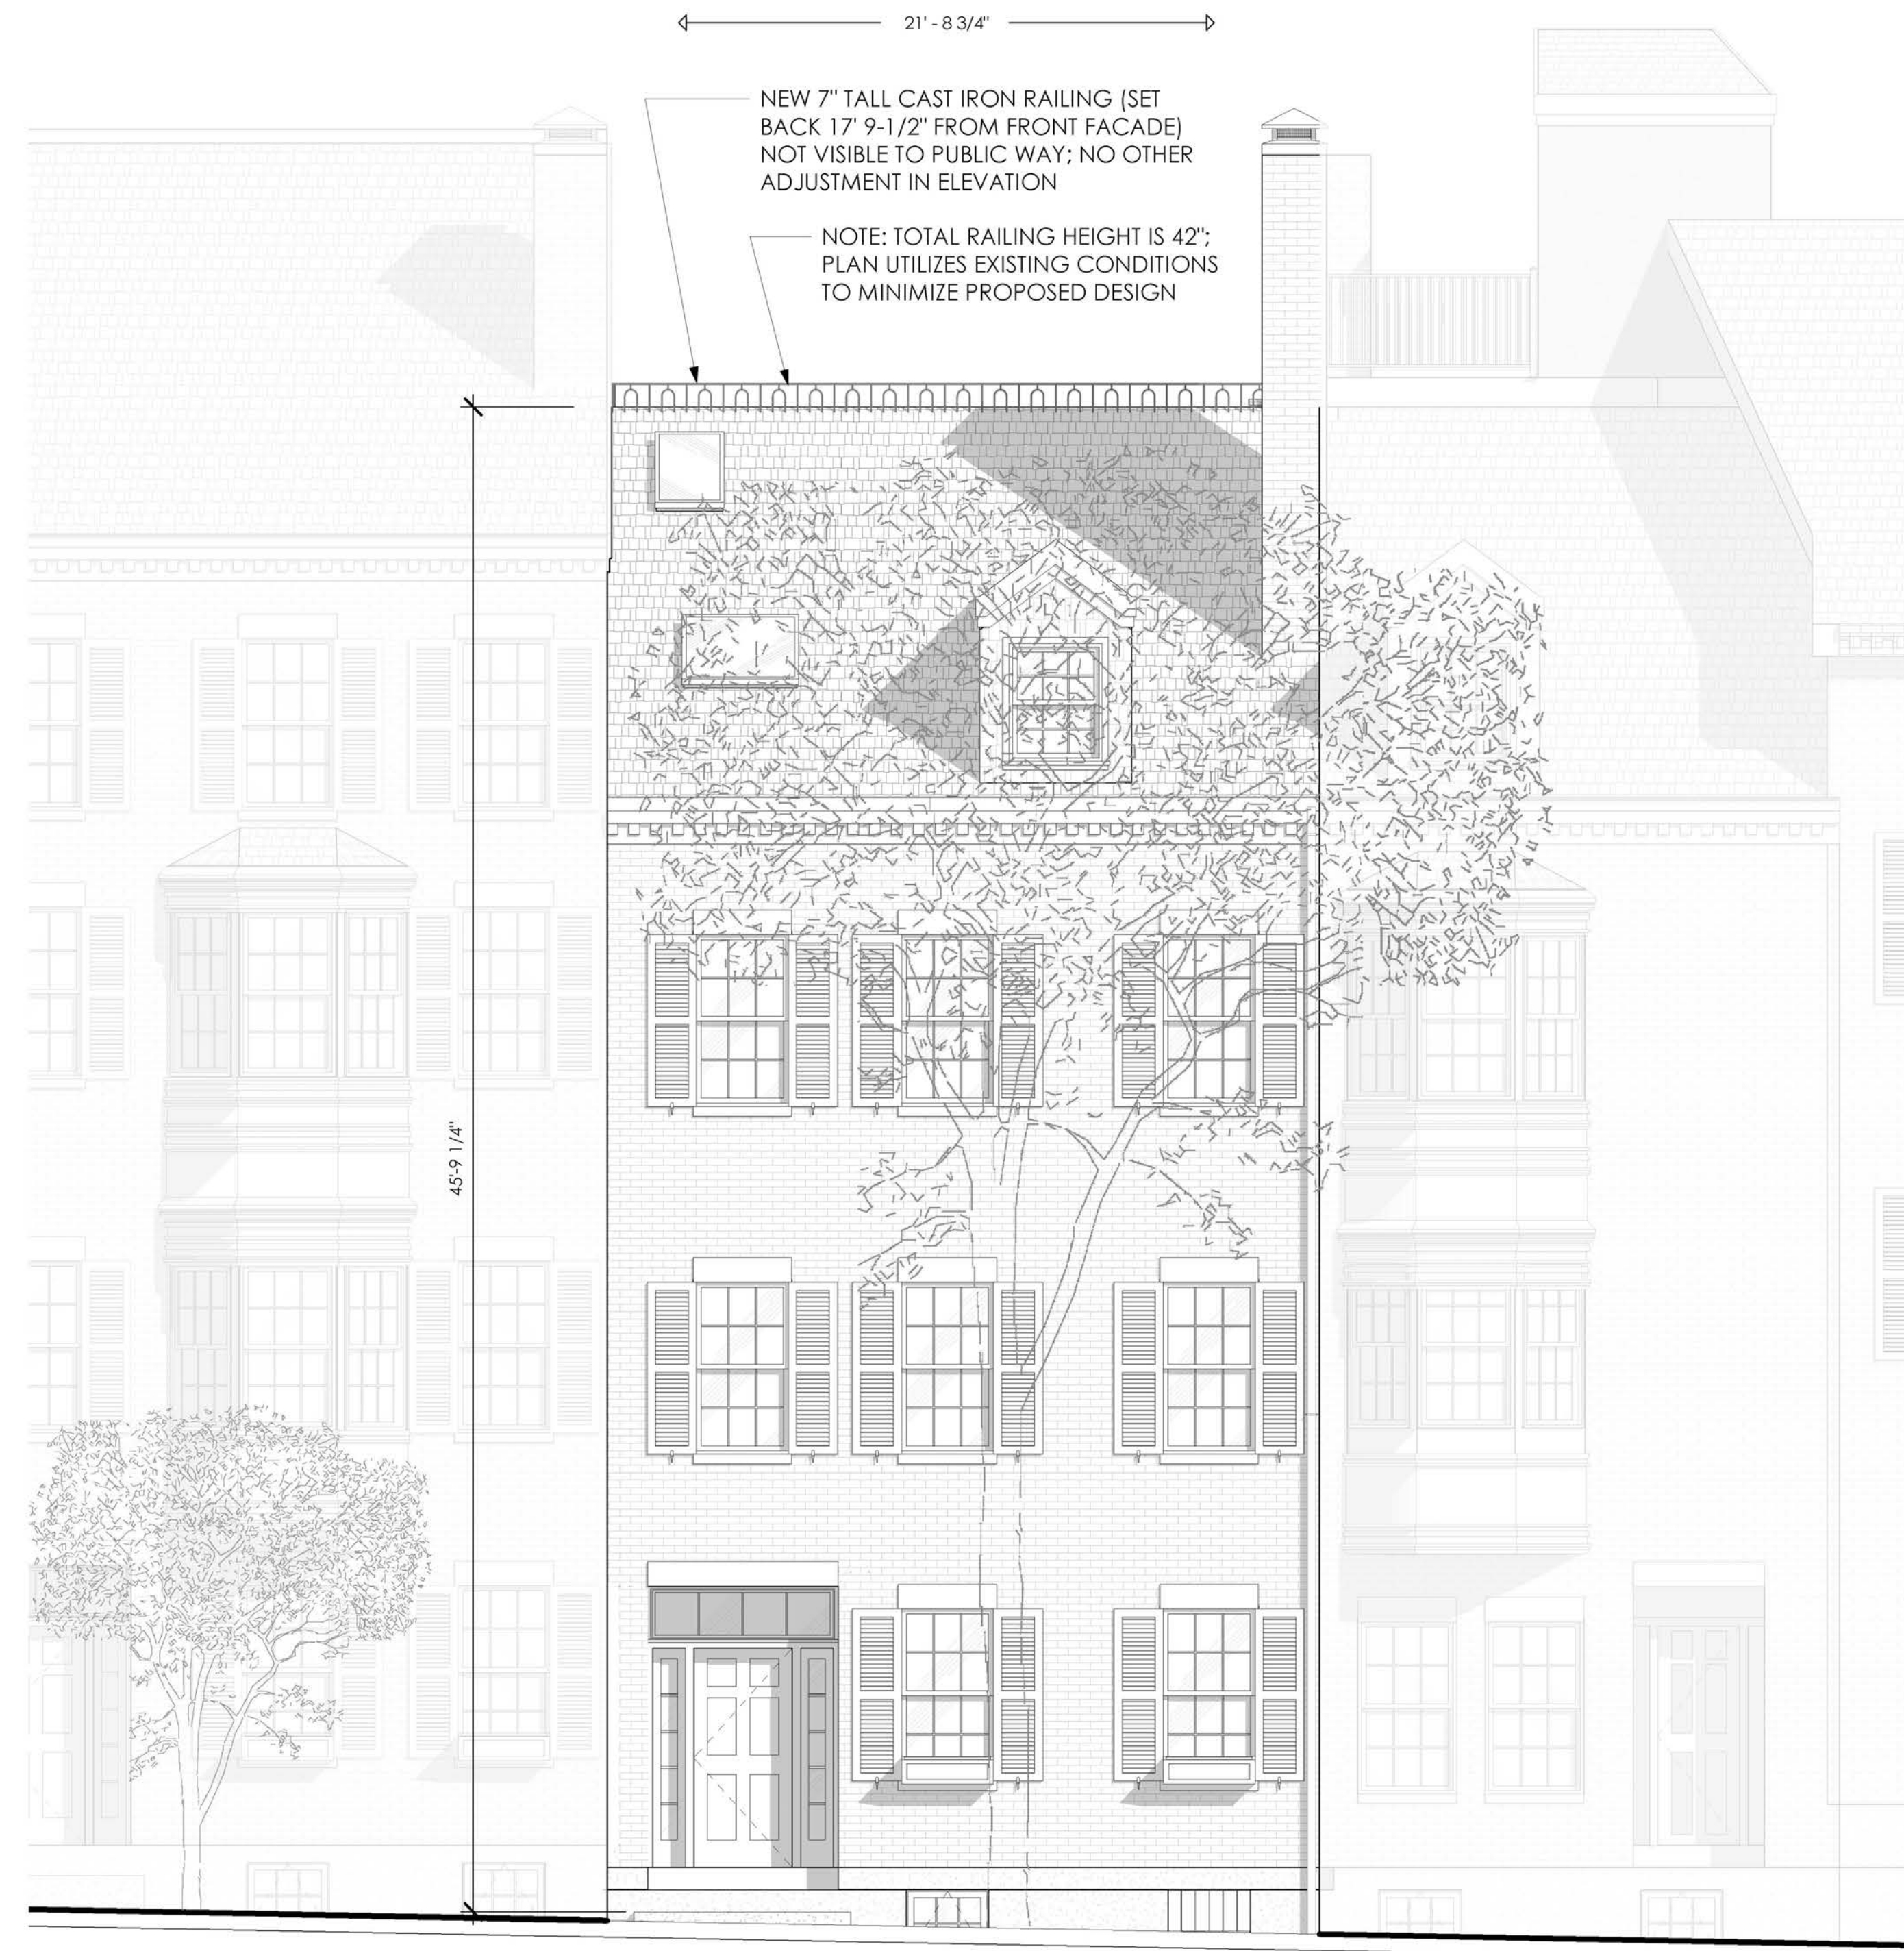 21' - 8 3/4"
NEW 7" TALL CAST IRON RAILING (SET
BACK 17' 9-1/2" FROM FRONT FACADE)
NOT VISIBLE TO PUBLIC WAY; NO OTHER
ADJUSTMENT IN ELEVATION
NOTE: TOTAL RAILING HEIGHT IS 42";
PLAN UTILIZES EXISTING CONDITIONS
TO MINIMIZE PROPOSED DESIGN
45'-9 1/4"